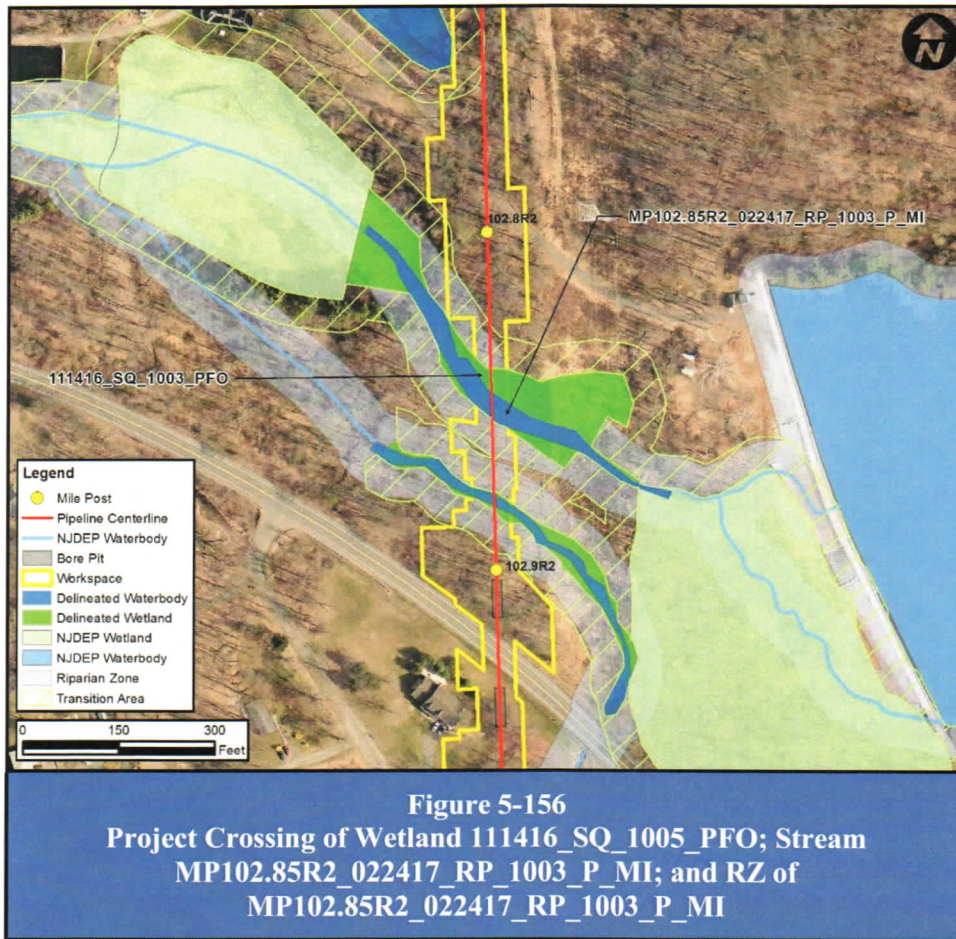 N
102.8R2
MP102.85R2_022417_RP_1003_P_MI
111416_SQ_1003_PFO
102.9R2
Legend
Mile Post
Pipeline Centerline
NJDEP Waterbody
Bore Pit
Workspace
Delineated Waterbody
Delineated Wetland
NJDEP Wetland
NJDEP Waterbody
Riparian Zone
Transition Area
0 150 300
Feet
Figure 5-156
Project Crossing of Wetland 111416_SQ_1005_PFO; Stream
MP102.85R2_022417_RP_1003_P_MI; and RZ of
MP102.85R2_022417_RP_1003_P_MI